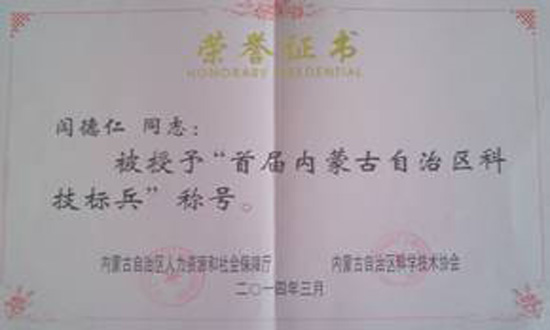 荣誉证书
HONORARY CREDENTIAL
闫德仁 同志：
被授予“首届内蒙古自治区科
技标兵”称号。
内蒙古自治区人力资源和社会保障厅 内蒙古自治区科学技术协会
二〇一四年三月